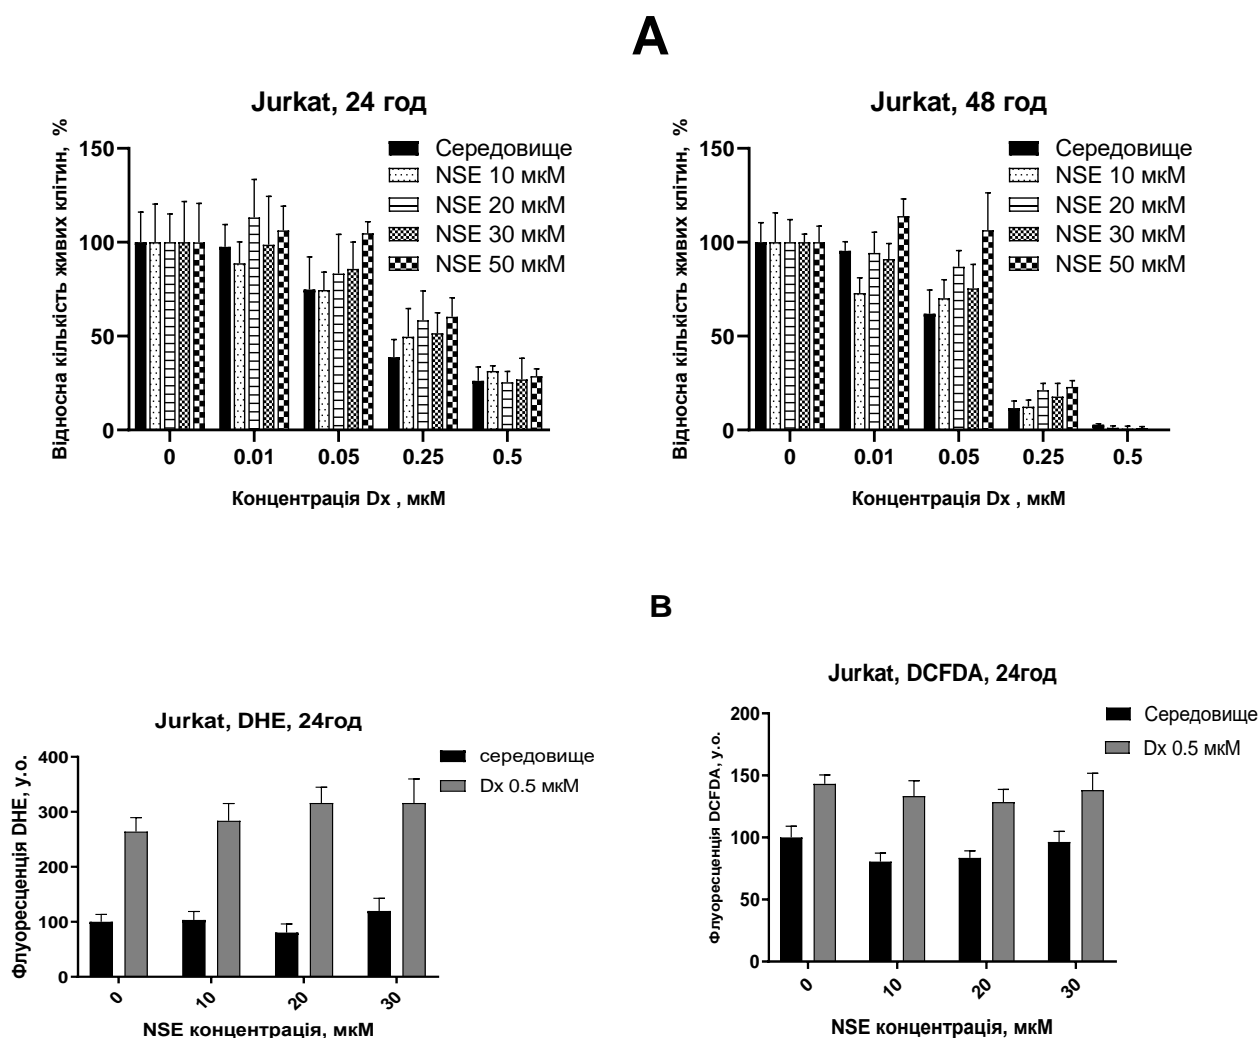 A
Jurkat, 24 год
Відносна кількість живих клітин, %
150
100
50
0
Середовище
NSE 10 мкМ
NSE 20 мкМ
NSE 30 мкМ
NSE 50 мкМ
0 0.01 0.05 0.25 0.5
Концентрація Dx , мкМ
Jurkat, 48 год
Відносна кількість живих клітин, %
150
100
50
0
Середовище
NSE 10 мкМ
NSE 20 мкМ
NSE 30 мкМ
NSE 50 мкМ
0 0.01 0.05 0.25 0.5
Концентрація Dx , мкМ
B
Jurkat, DHE, 24год
Флуоресценція DHE, у.о.
400
300
200
100
0
середовище
Dx 0.5 мкМ
0 10 20 30
NSE концентрація, мкМ
Jurkat, DCFDA, 24год
Флуоресценція DCFDA, у.о.
200
150
100
50
0
Середовище
Dx 0.5 мкМ
0 10 20 30
NSE концентрація, мкМ